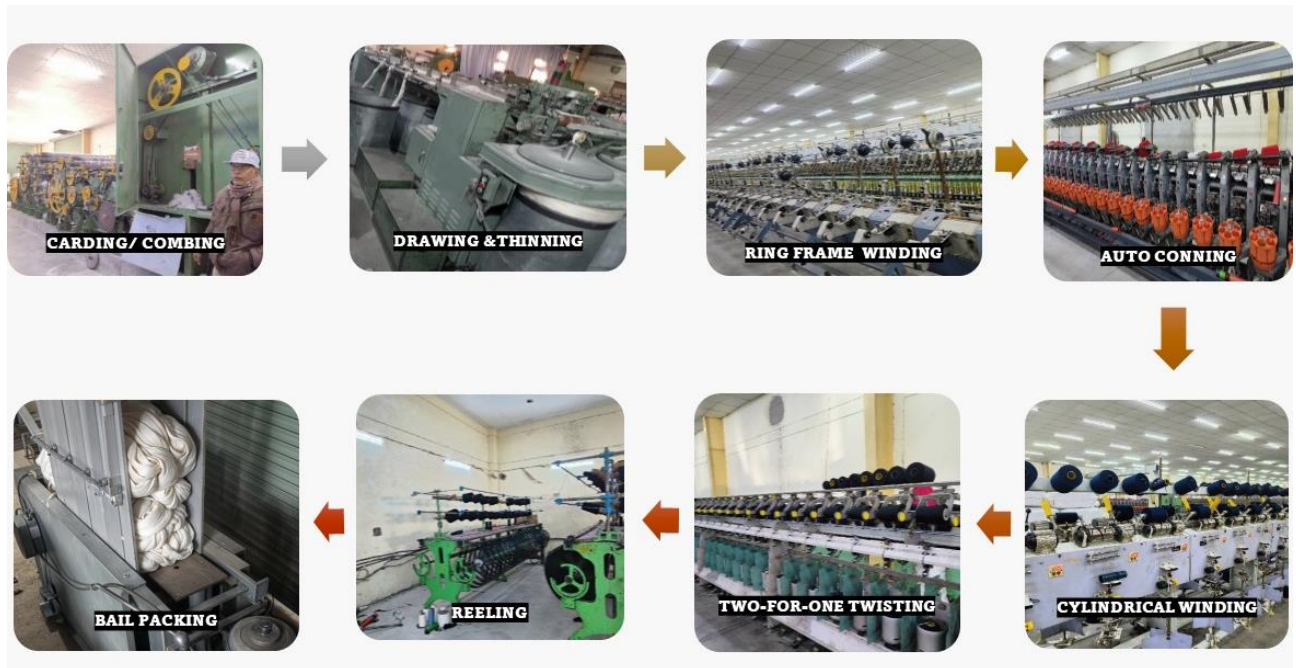 CARDING/ COMBING
DRAWING &THINNING
RING FRAME  WINDING
AUTO CONNING
CYLINDRICAL WINDING
TWO-FOR-ONE TWISTING
REELING
BAIL PACKING